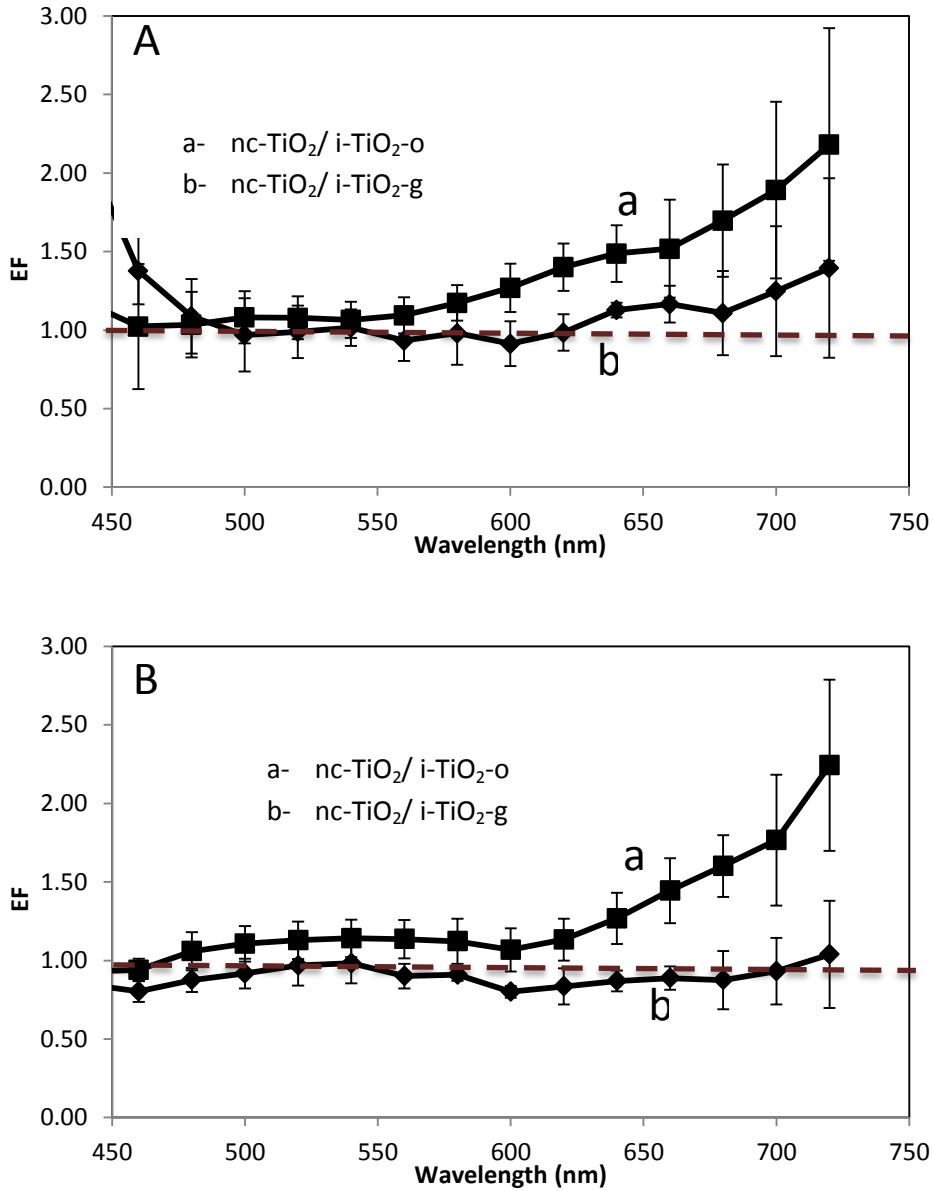 3.00
A
2.50
a- nc-TiO₂/ i-TiO₂-o
2.00
b- nc-TiO₂/ i-TiO₂-g
a
EF
1.50
1.00
b
0.50
0.00
450 500 550 600 650 700 750
Wavelength (nm)
3.00
B
2.50
a- nc-TiO₂/ i-TiO₂-o
2.00
b- nc-TiO₂/ i-TiO₂-g
a
EF
1.50
1.00
b
0.50
0.00
450 500 550 600 650 700 750
Wavelength (nm)